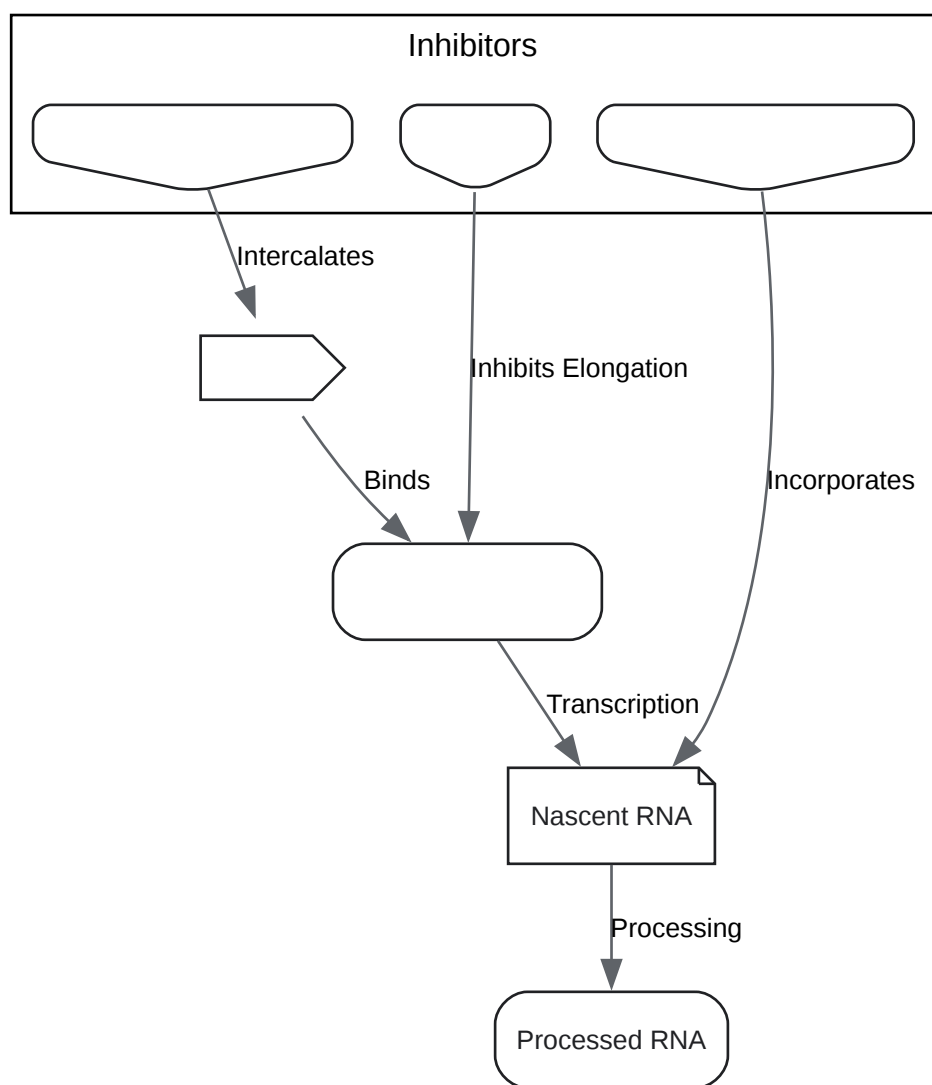 Inhibitors
Intercalates
Inhibits Elongation
Binds
Incorporates
Transcription
Nascent RNA
Processing
Processed RNA